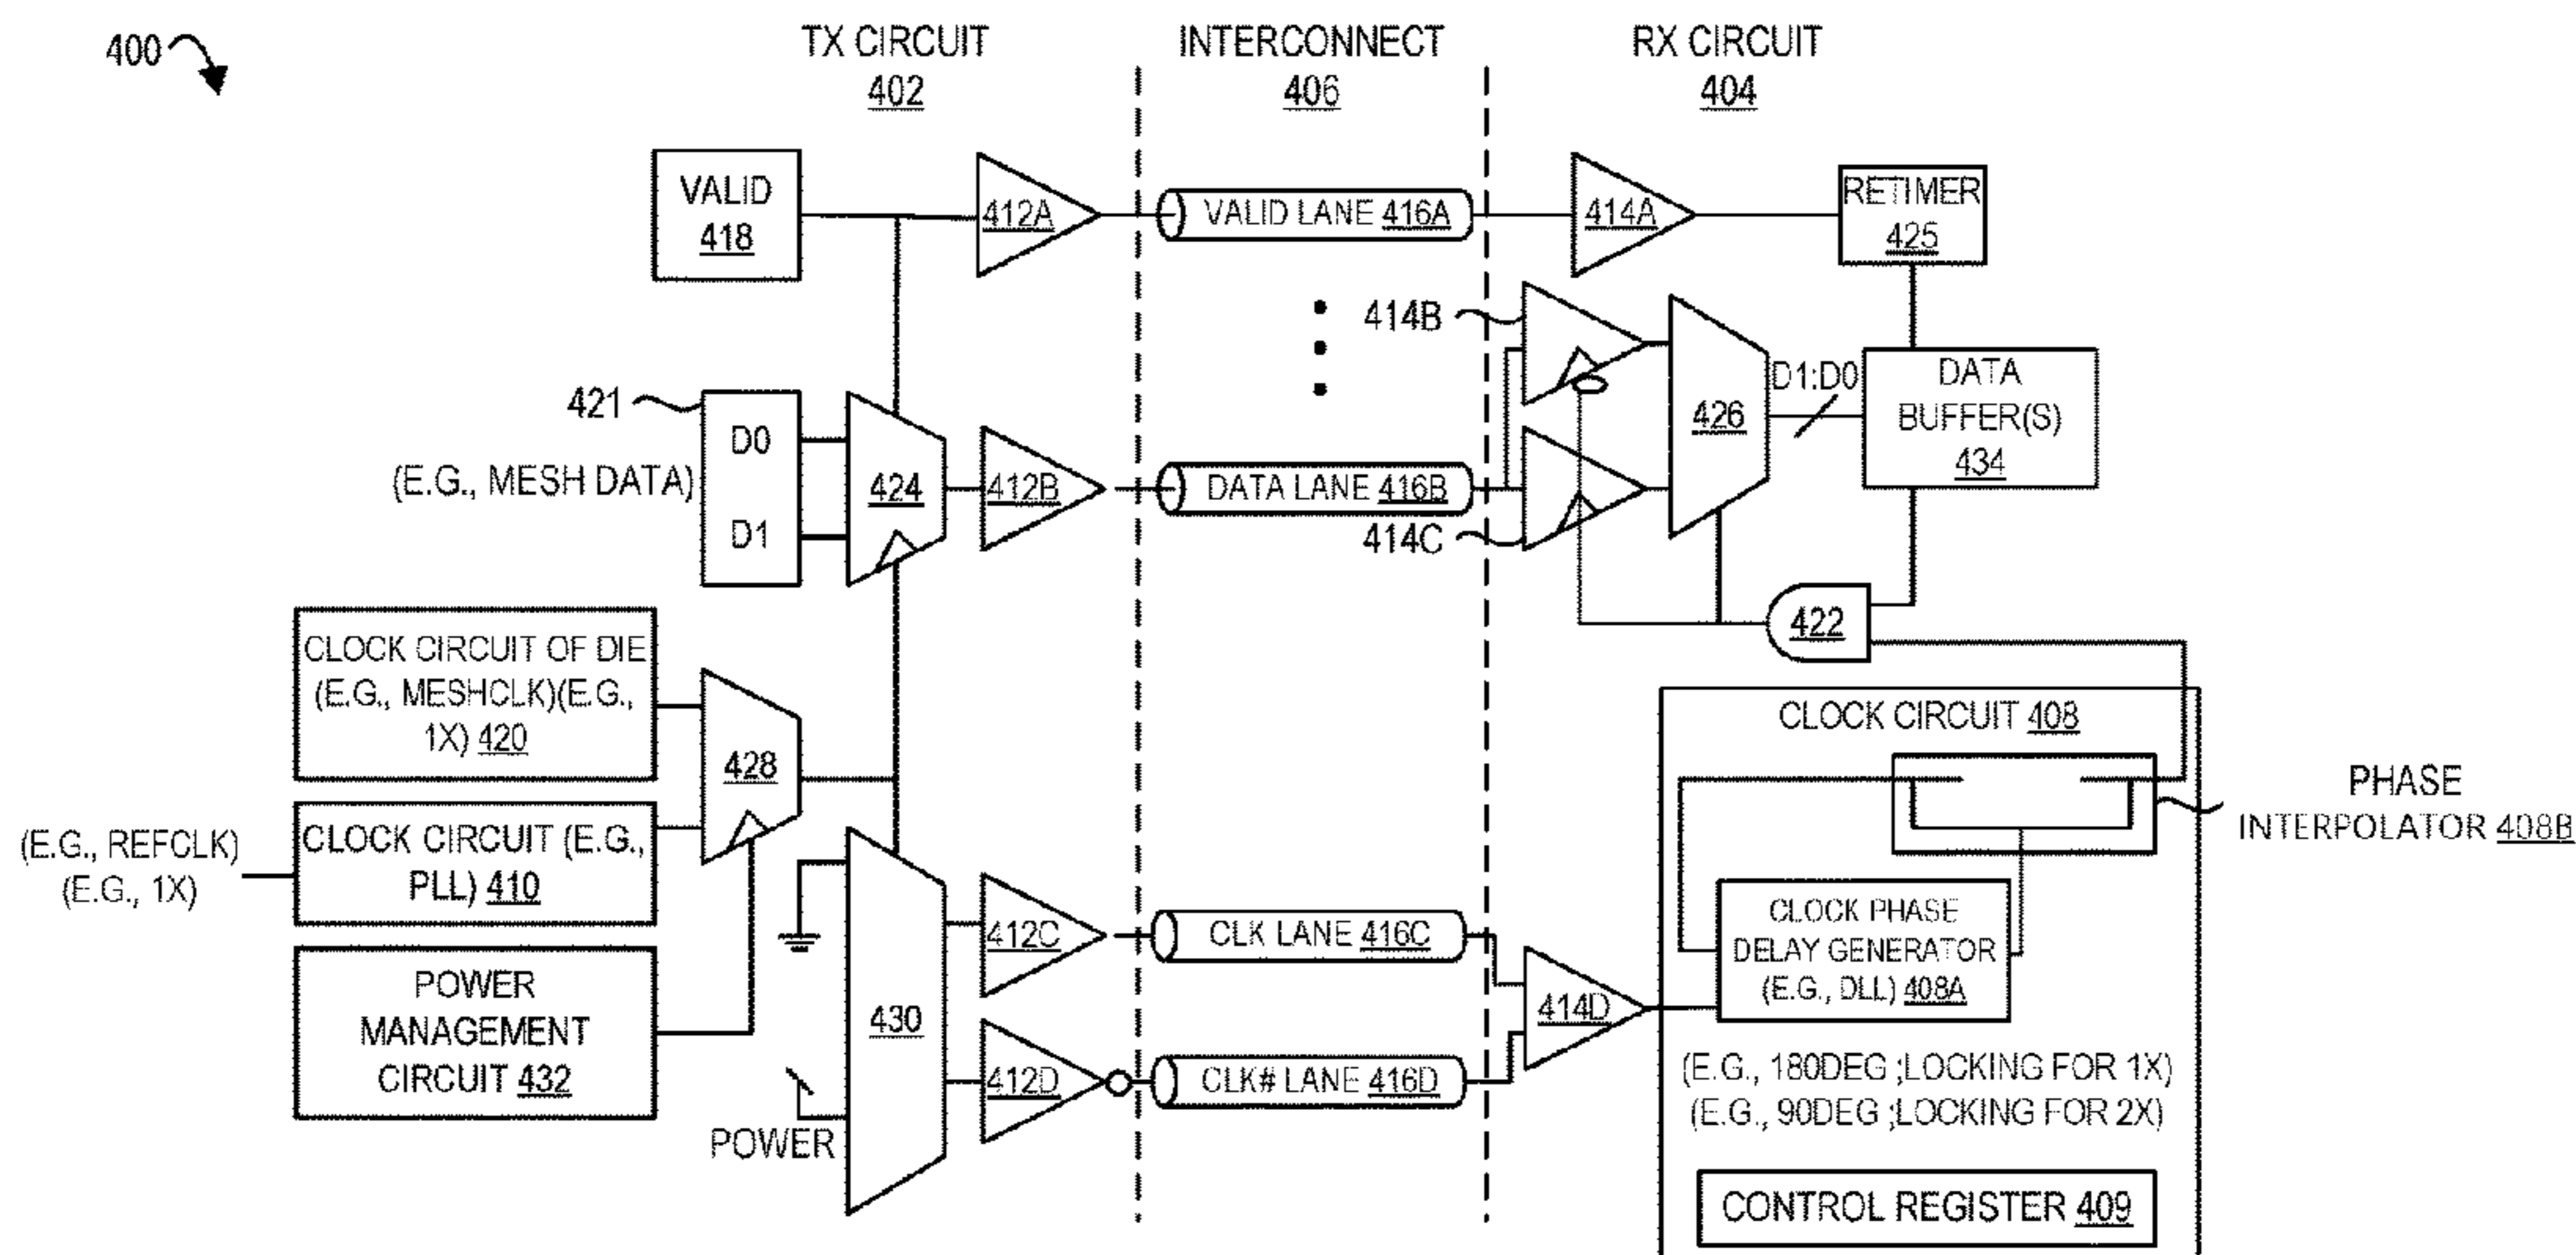 400
TX CIRCUIT
402
INTERCONNECT
406
RX CIRCUIT
404
VALID
418
412A
VALID LANE 416A
414A
RETIMER
425
414B
421
D0
D1
(E.G., MESH DATA)
424
412B
DATA LANE 416B
414C
426
D1:D0
DATA
BUFFER(S)
434
422
CLOCK CIRCUIT OF DIE
(E.G., MESHCLK)(E.G.,
1X) 420
428
(E.G., REFCLK)
(E.G., 1X)
CLOCK CIRCUIT (E.G.,
PLL) 410
POWER
MANAGEMENT
CIRCUIT 432
POWER
430
412C
CLK LANE 416C
412D
CLK# LANE 416D
414D
CLOCK CIRCUIT 408
PHASE
INTERPOLATOR 408B
CLOCK PHASE
DELAY GENERATOR
(E.G., DLL) 408A
(E.G., 180DEG ;LOCKING FOR 1X)
(E.G., 90DEG ;LOCKING FOR 2X)
CONTROL REGISTER 409